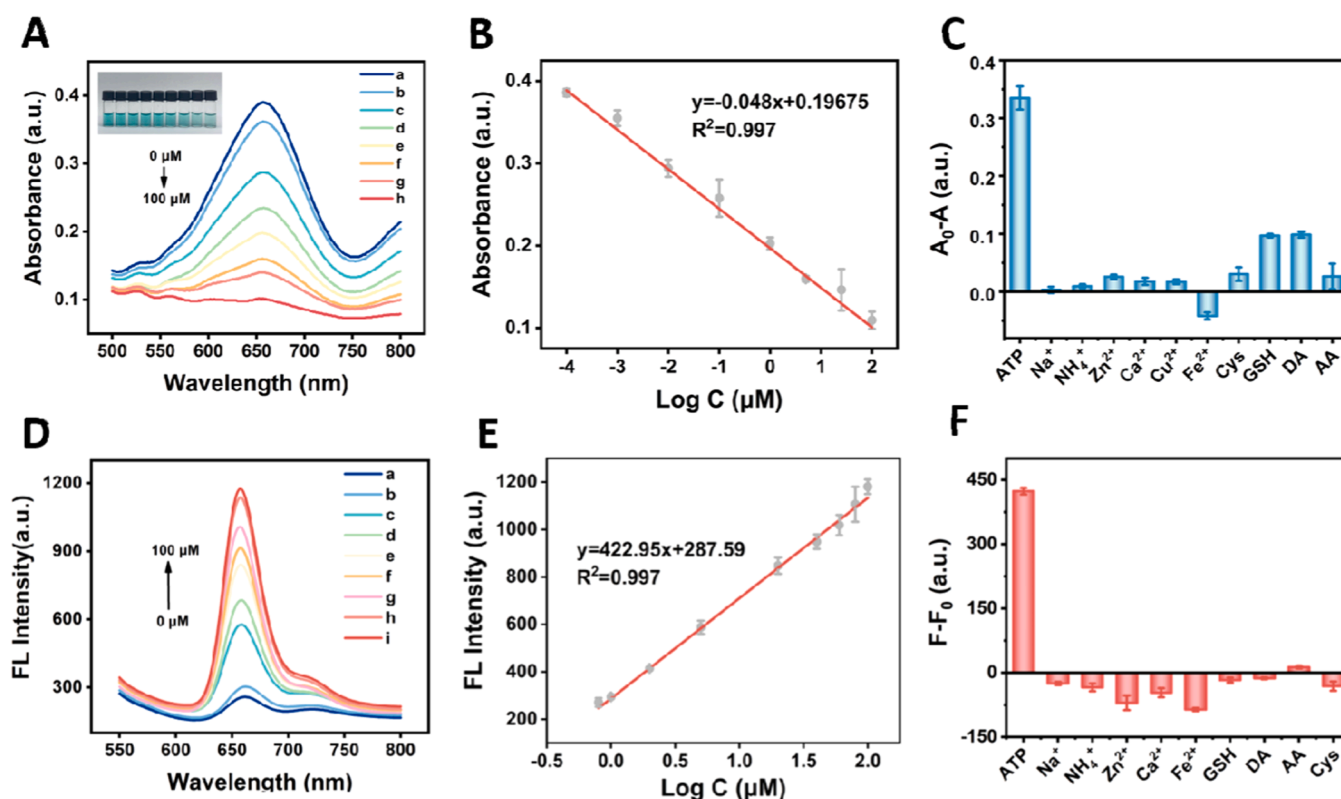 A
Absorbance (a.u.)
0.4
0.3
0.2
0.1
0 μM
100 μM
a
b
c
d
e
f
g
h
500 550 600 650 700 750 800
Wavelength (nm)
B
Absorbance (a.u.)
0.4
0.3
0.2
0.1
y=-0.048x+0.19675
R²=0.997
-4 -3 -2 -1 0 1 2
Log C (μM)
C
A₀-A (a.u.)
0.4
0.3
0.2
0.1
0.0
ATP Na⁺ NH₄⁺ Zn²⁺ Ca²⁺ Cu²⁺ Fe²⁺ Cys GSH DA AA
D
FL Intensity(a.u.)
1200
900
600
300
100 μM
0 μM
a
b
c
d
e
f
g
h
i
550 600 650 700 750 800
Wavelength (nm)
E
FL Intensity (a.u.)
1200
1000
800
600
400
200
y=422.95x+287.59
R²=0.997
-0.5 0.0 0.5 1.0 1.5 2.0
Log C (μM)
F
F-F₀ (a.u.)
450
300
150
0
-150
ATP Na⁺ NH₄⁺ Zn²⁺ Ca²⁺ Fe²⁺ GSH DA AA Cys